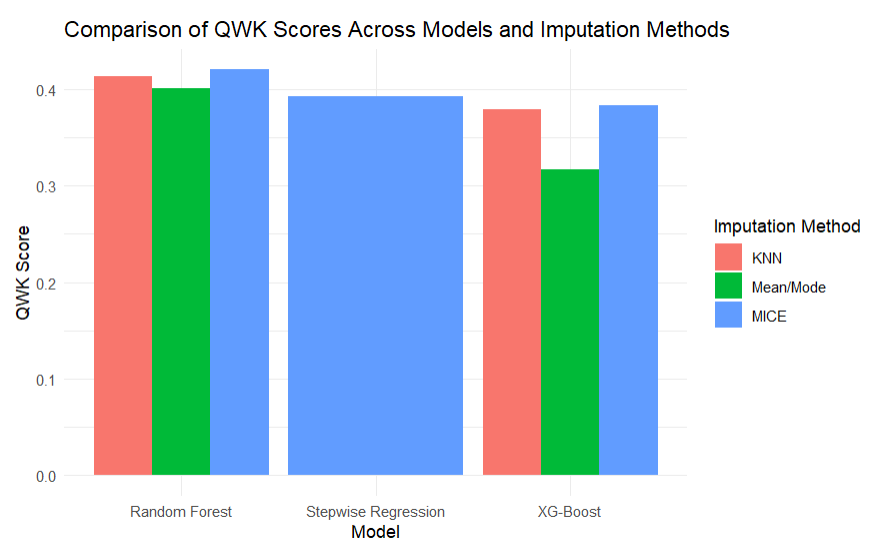 Comparison of QWK Scores Across Models and Imputation Methods
QWK Score
0.4
0.3
0.2
0.1
0.0
Random Forest
Stepwise Regression
XG-Boost
Model
Imputation Method
KNN
Mean/Mode
MICE